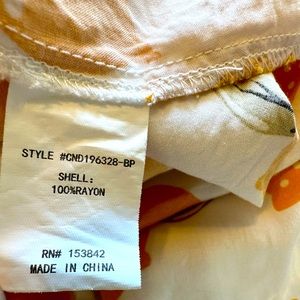 STYLE #CND196328-BP
SHELL:
100%RAYON
RN# 153842
MADE IN CHINA